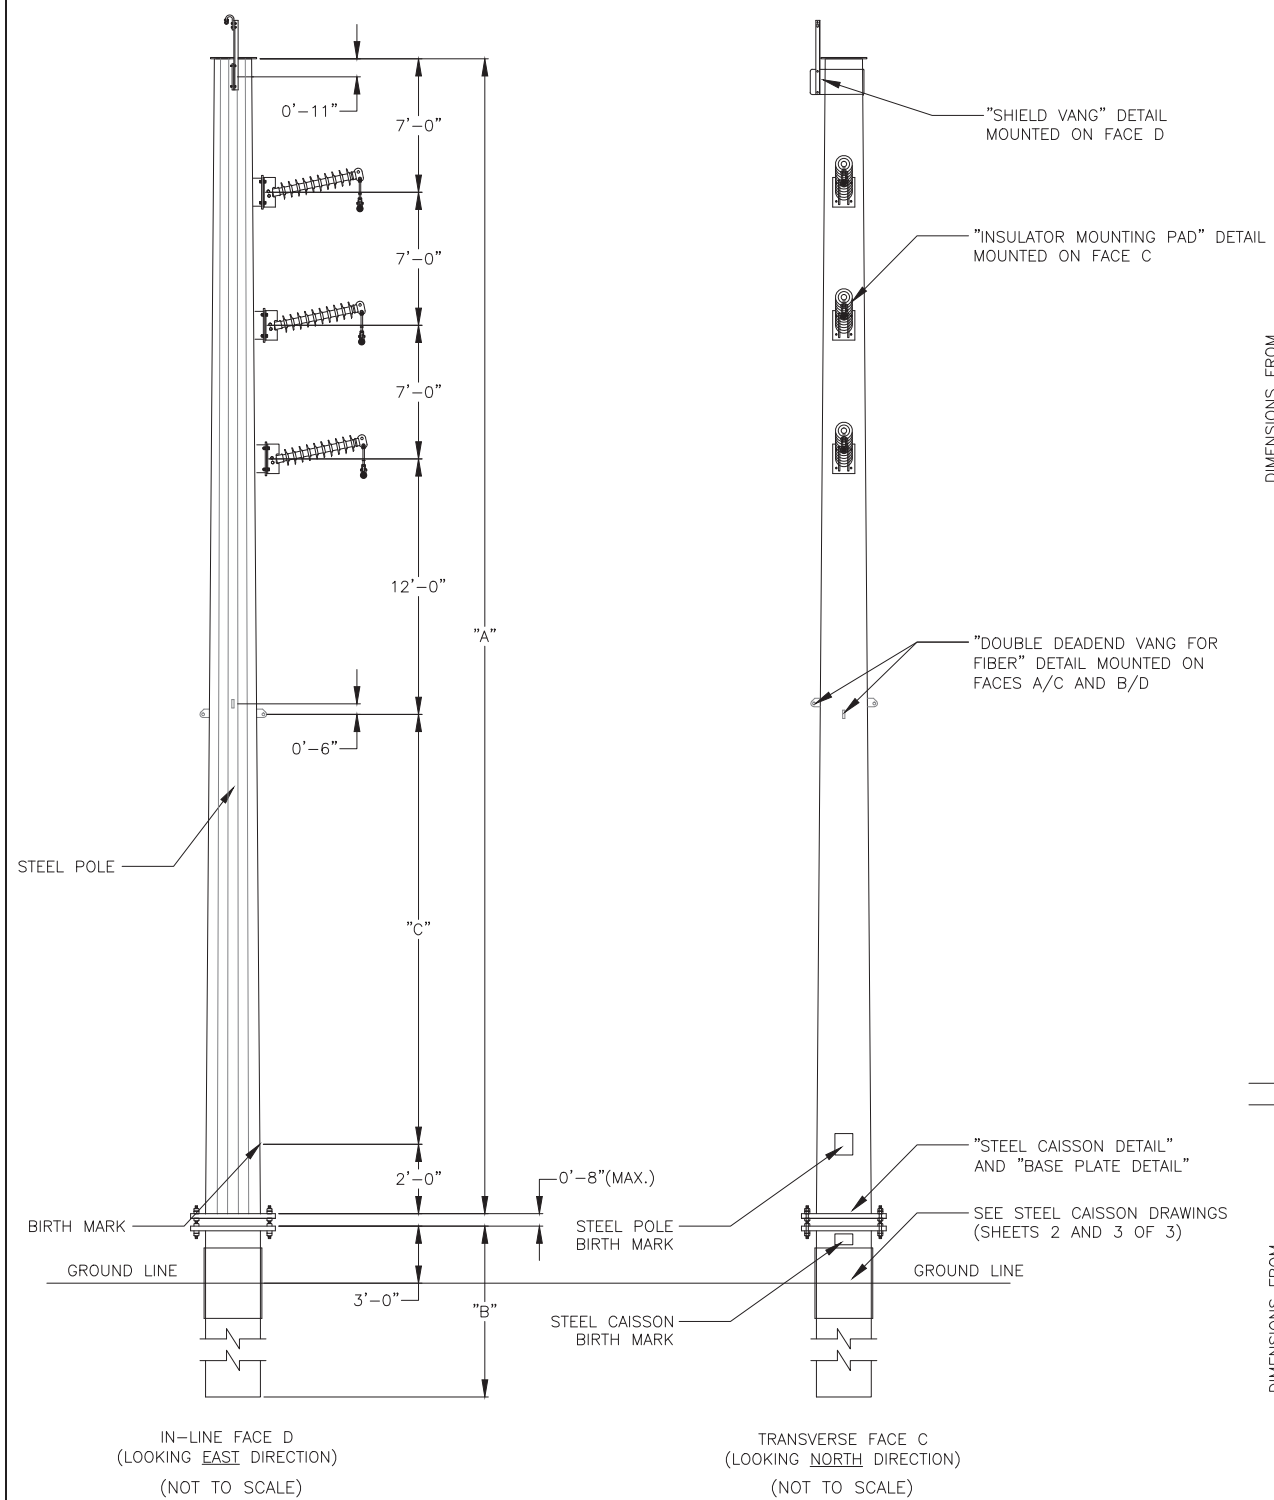 0'-11"
7'-0"
7'-0"
7'-0"
12'-0"
"A"
0'-6"
STEEL POLE
"C"
2'-0"
0'-8"(MAX.)
BIRTH MARK
GROUND LINE
3'-0"
"B"
IN-LINE FACE D
(LOOKING EAST DIRECTION)
(NOT TO SCALE)
"SHIELD VANG" DETAIL
MOUNTED ON FACE D
"INSULATOR MOUNTING PAD" DETAIL
MOUNTED ON FACE C
"DOUBLE DEADEND VANG FOR
FIBER" DETAIL MOUNTED ON
FACES A/C AND B/D
"STEEL CAISSON DETAIL"
AND "BASE PLATE DETAIL"
SEE STEEL CAISSON DRAWINGS
(SHEETS 2 AND 3 OF 3)
STEEL POLE
BIRTH MARK
GROUND LINE
STEEL CAISSON
BIRTH MARK
TRANSVERSE FACE C
(LOOKING NORTH DIRECTION)
(NOT TO SCALE)
DIMENSIONS FROM
DIMENSIONS FROM